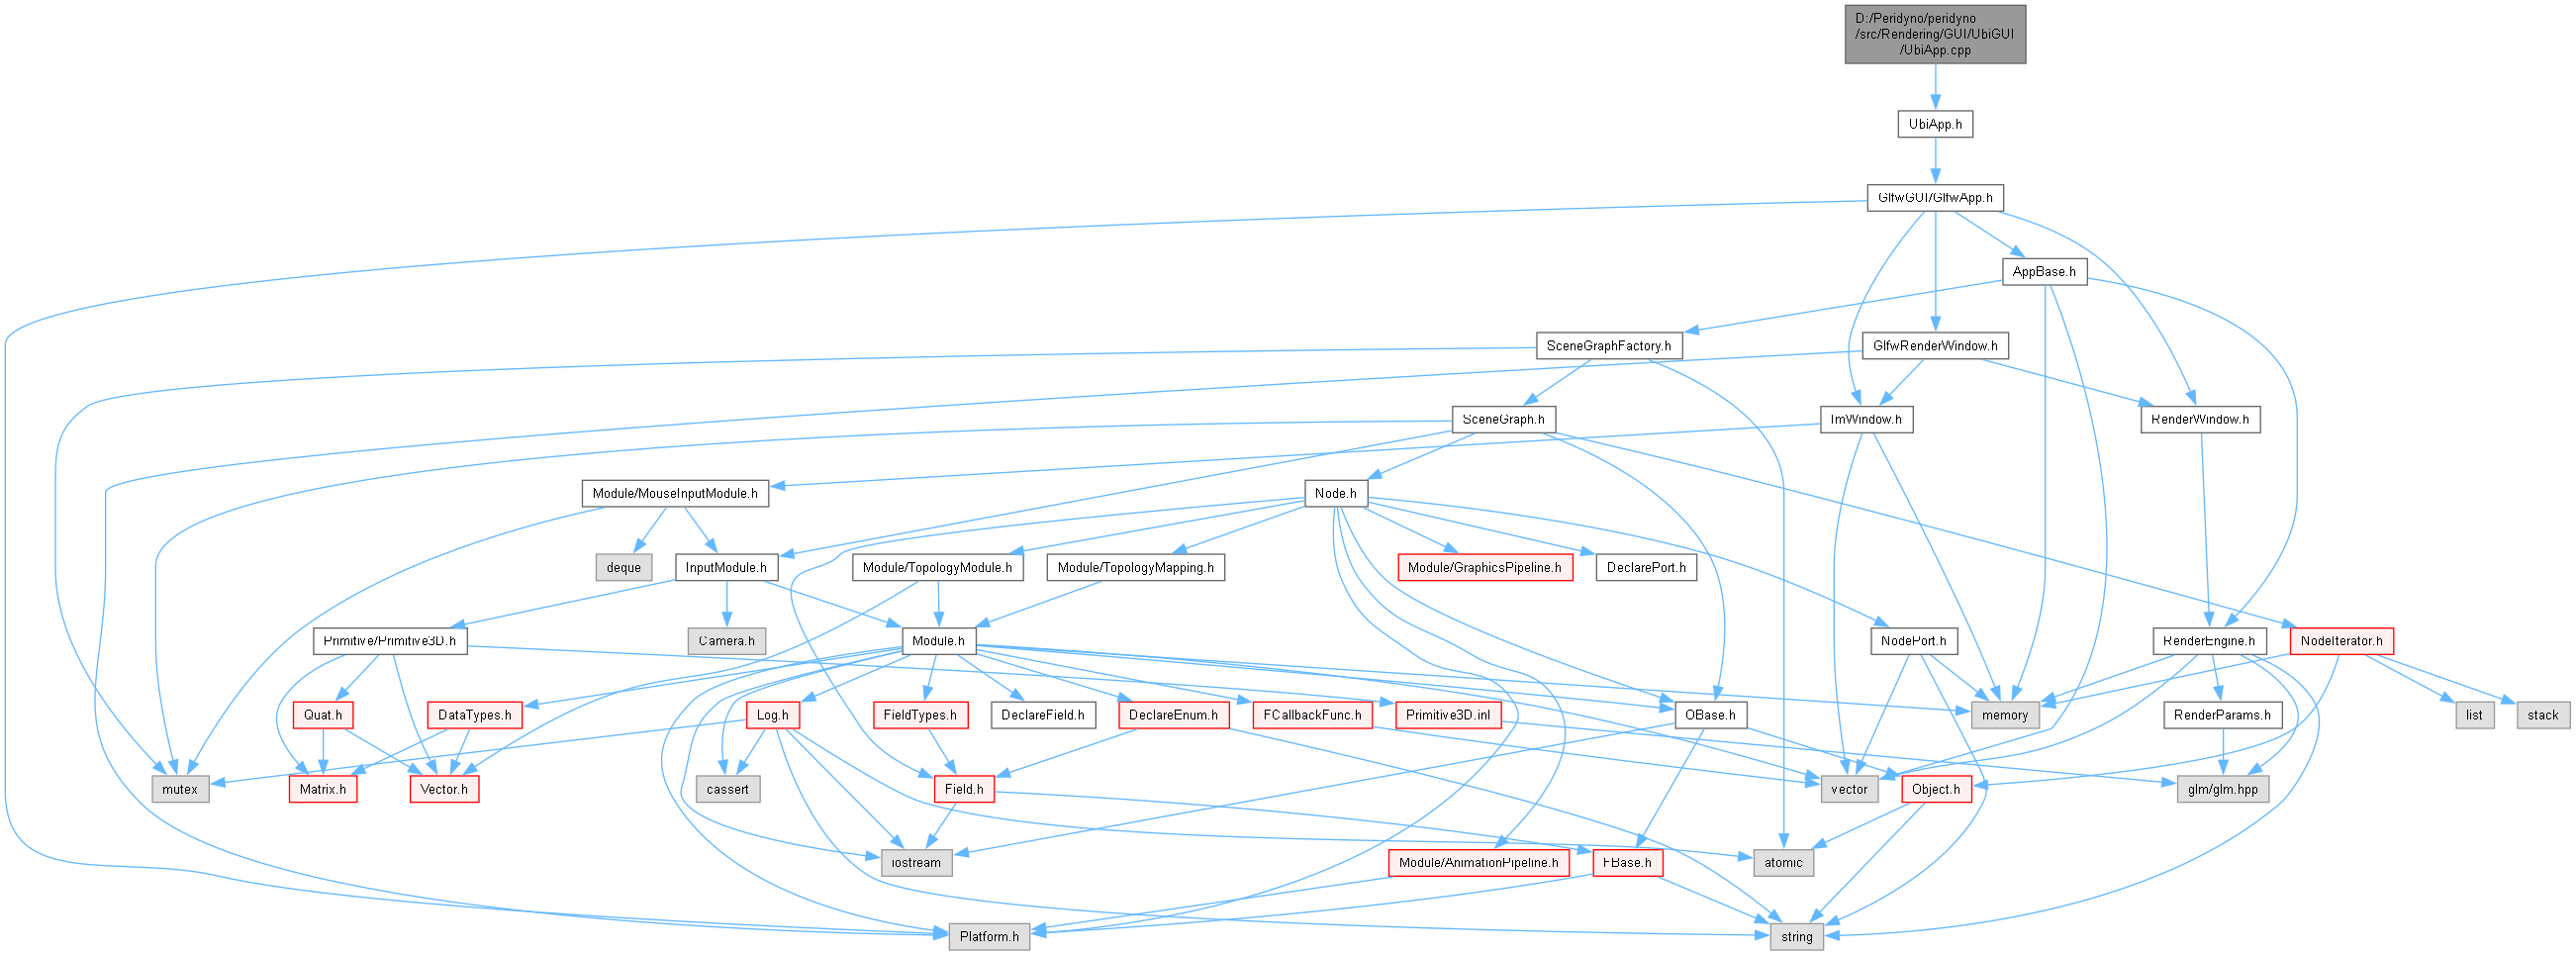 D:/Peridyno/peridyno
/src/Rendering/GUI/UbiGUI
/UbiApp.cpp
UbiApp.h
GlfwGUI/GlfwApp.h
AppBase.h
SceneGraphFactory.h
GlfwRenderWindow.h
SceneGraph.h
ImWindow.h
RenderWindow.h
Module/MouseInputModule.h
Node.h
deque
InputModule.h
Module/TopologyModule.h
Module/TopologyMapping.h
Module/GraphicsPipeline.h
DeclarePort.h
Primitive/Primitive3D.h
Camera.h
Module.h
NodePort.h
RenderEngine.h
NodeIterator.h
Quat.h
DataTypes.h
Log.h
FieldTypes.h
DeclareField.h
DeclareEnum.h
FCallbackFunc.h
Primitive3D.inl
OBase.h
memory
RenderParams.h
list
stack
mutex
Matrix.h
Vector.h
cassert
Field.h
vector
Object.h
glm/glm.hpp
iostream
Module/AnimationPipeline.h
FBase.h
atomic
Platform.h
string